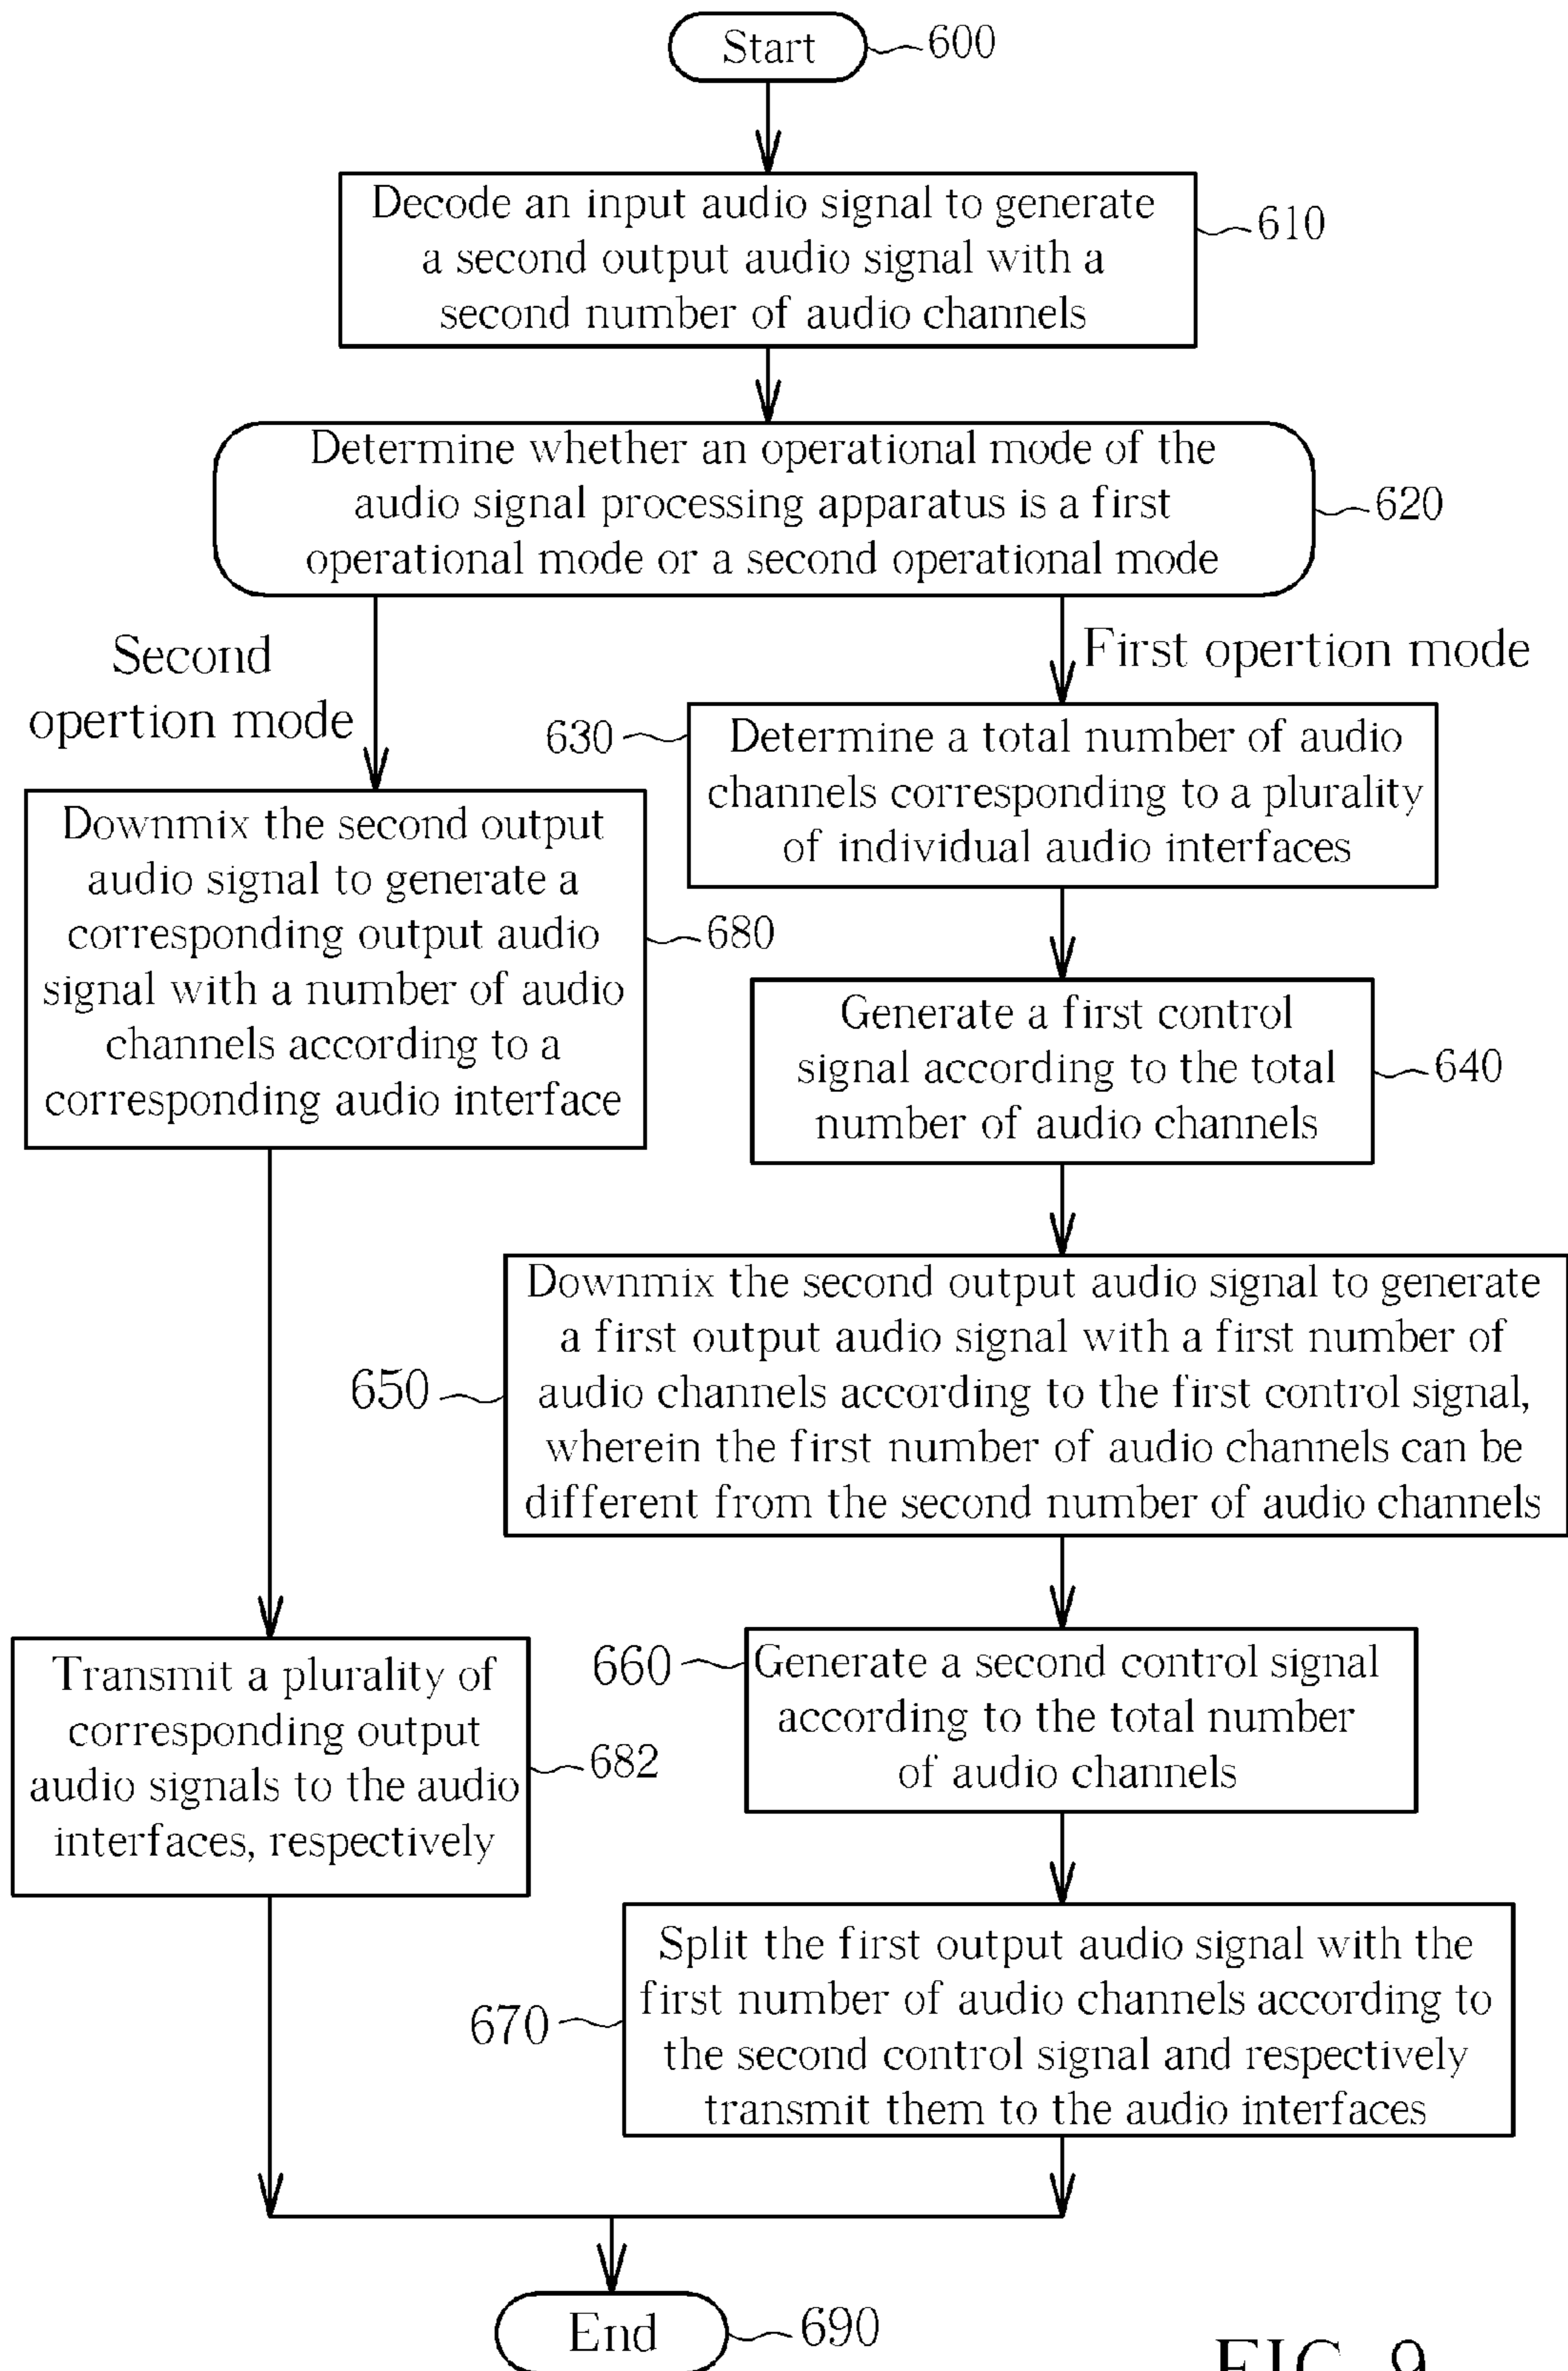 Start
600
Decode an input audio signal to generate
a second output audio signal with a
second number of audio channels
610
Determine whether an operational mode of the
audio signal processing apparatus is a first
operational mode or a second operational mode
620
Second
opertion mode
First opertion mode
630
Determine a total number of audio
channels corresponding to a plurality
of individual audio interfaces
Downmix the second output
audio signal to generate a
corresponding output audio
signal with a number of audio
channels according to a
corresponding audio interface
680
Generate a first control
signal according to the total
number of audio channels
640
650
Downmix the second output audio signal to generate
a first output audio signal with a first number of
audio channels according to the first control signal,
wherein the first number of audio channels can be
different from the second number of audio channels
Transmit a plurality of
corresponding output
audio signals to the audio
interfaces, respectively
682
660
Generate a second control signal
according to the total number
of audio channels
670
Split the first output audio signal with the
first number of audio channels according to
the second control signal and respectively
transmit them to the audio interfaces
End
690
FIG. 9